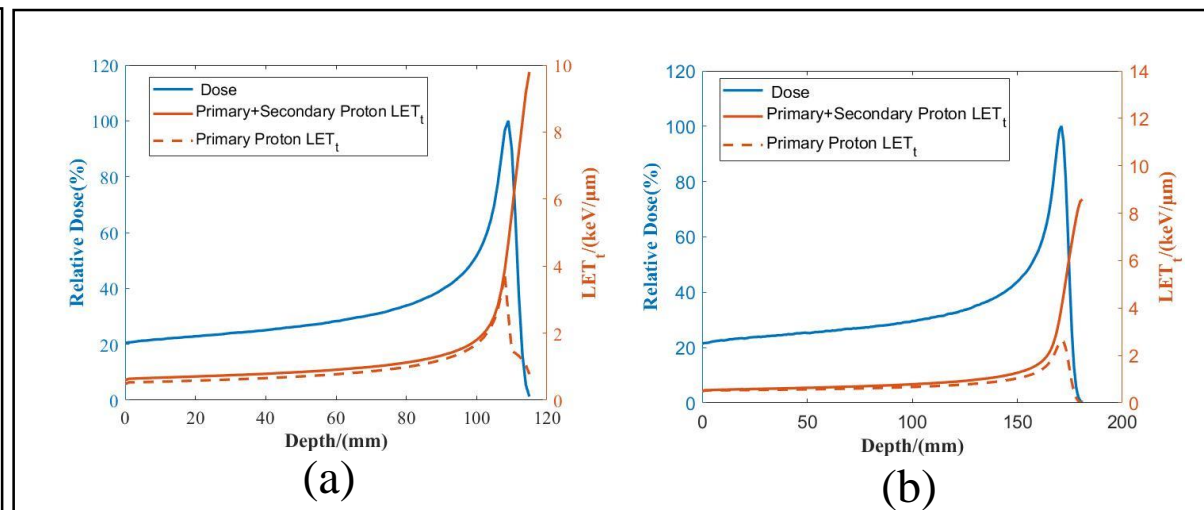 120
100
80
60
40
20
0
Relative Dose(%)
Dose
Primary+Secondary Proton LETt
Primary Proton LETt
10
8
6
4
2
0
LETt/(keV/μm)
0 20 40 60 80 100 120
Depth/(mm)
(a)
120
100
80
60
40
20
0
Relative Dose(%)
Dose
Primary+Secondary Proton LETt
Primary Proton LETt
14
12
10
8
6
4
2
0
LETt/(keV/μm)
0 50 100 150 200
Depth/(mm)
(b)